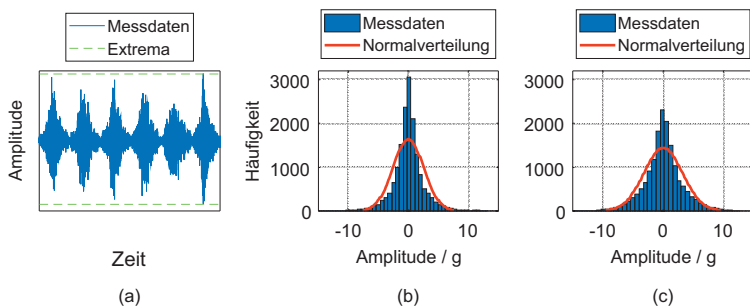 Messdaten
Extrema
Amplitude
Zeit
(a)
Messdaten
Normalverteilung
3000
2000
1000
0
Häufigkeit
-10
0
10
Amplitude / g
(b)
Messdaten
Normalverteilung
3000
2000
1000
0
-10
0
10
Amplitude / g
(c)